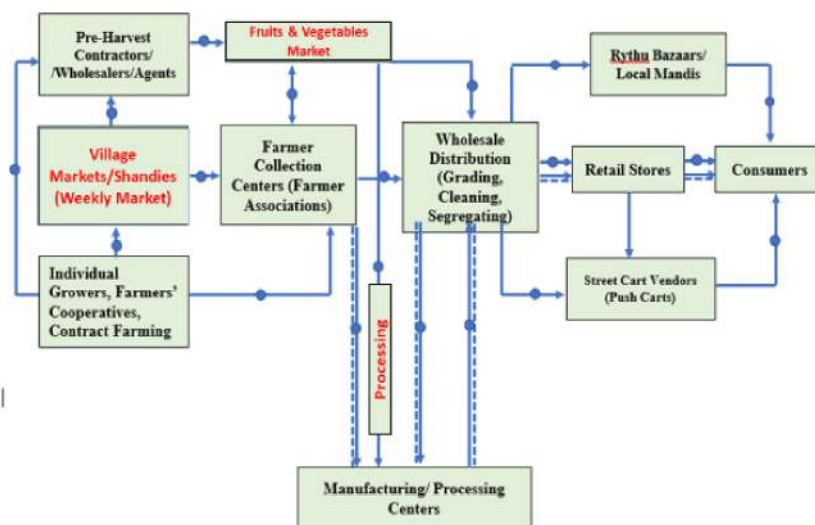 Pre-Harvest
Contractors/
/Wholesalers/Agents
Fruits & Vegetables
Market
Rythu Bazaars/
Local Mandis
Village
Markets/Shandies
(Weekly Market)
Farmer
Collection
Centers (Farmer
Associations)
Wholesale
Distribution
(Grading,
Cleaning,
Segregating)
Retail Stores
Consumers
Individual
Growers, Farmers'
Cooperatives,
Contract Farming
Street Cart Vendors
(Push Carts)
Processing
Manufacturing/ Processing
Centers